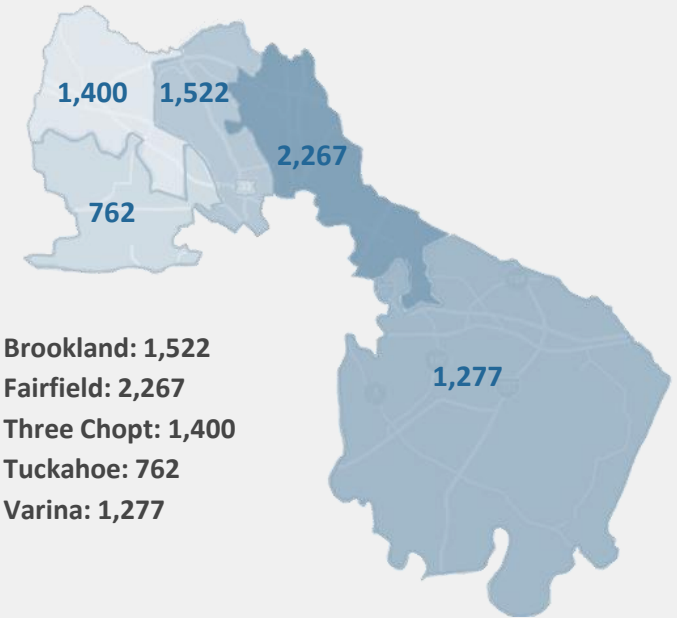 1,400
1,522
2,267
762
1,277
Brookland: 1,522
Fairfield: 2,267
Three Chopt: 1,400
Tuckahoe: 762
Varina: 1,277